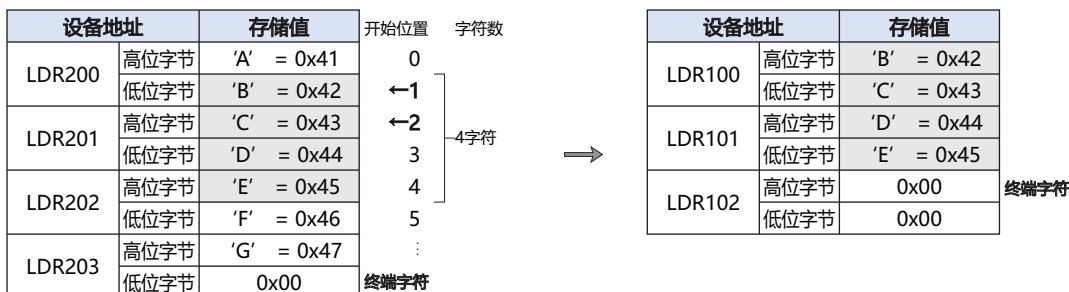 设备地址 存储值 开始位置 字符数
LDR200 高位字节 ‘A’ = 0x41 0
低位字节 ‘B’ = 0x42 ←1
LDR201 高位字节 ‘C’ = 0x43 ←2
低位字节 ‘D’ = 0x44 3
4字符
LDR202 高位字节 ‘E’ = 0x45 4
低位字节 ‘F’ = 0x46 5
LDR203 高位字节 ‘G’ = 0x47 ⋮
低位字节 0x00 终端字符
设备地址 存储值
LDR100 高位字节 ‘B’ = 0x42
低位字节 ‘C’ = 0x43
LDR101 高位字节 ‘D’ = 0x44
低位字节 ‘E’ = 0x45
LDR102 高位字节 0x00 终端字符
低位字节 0x00